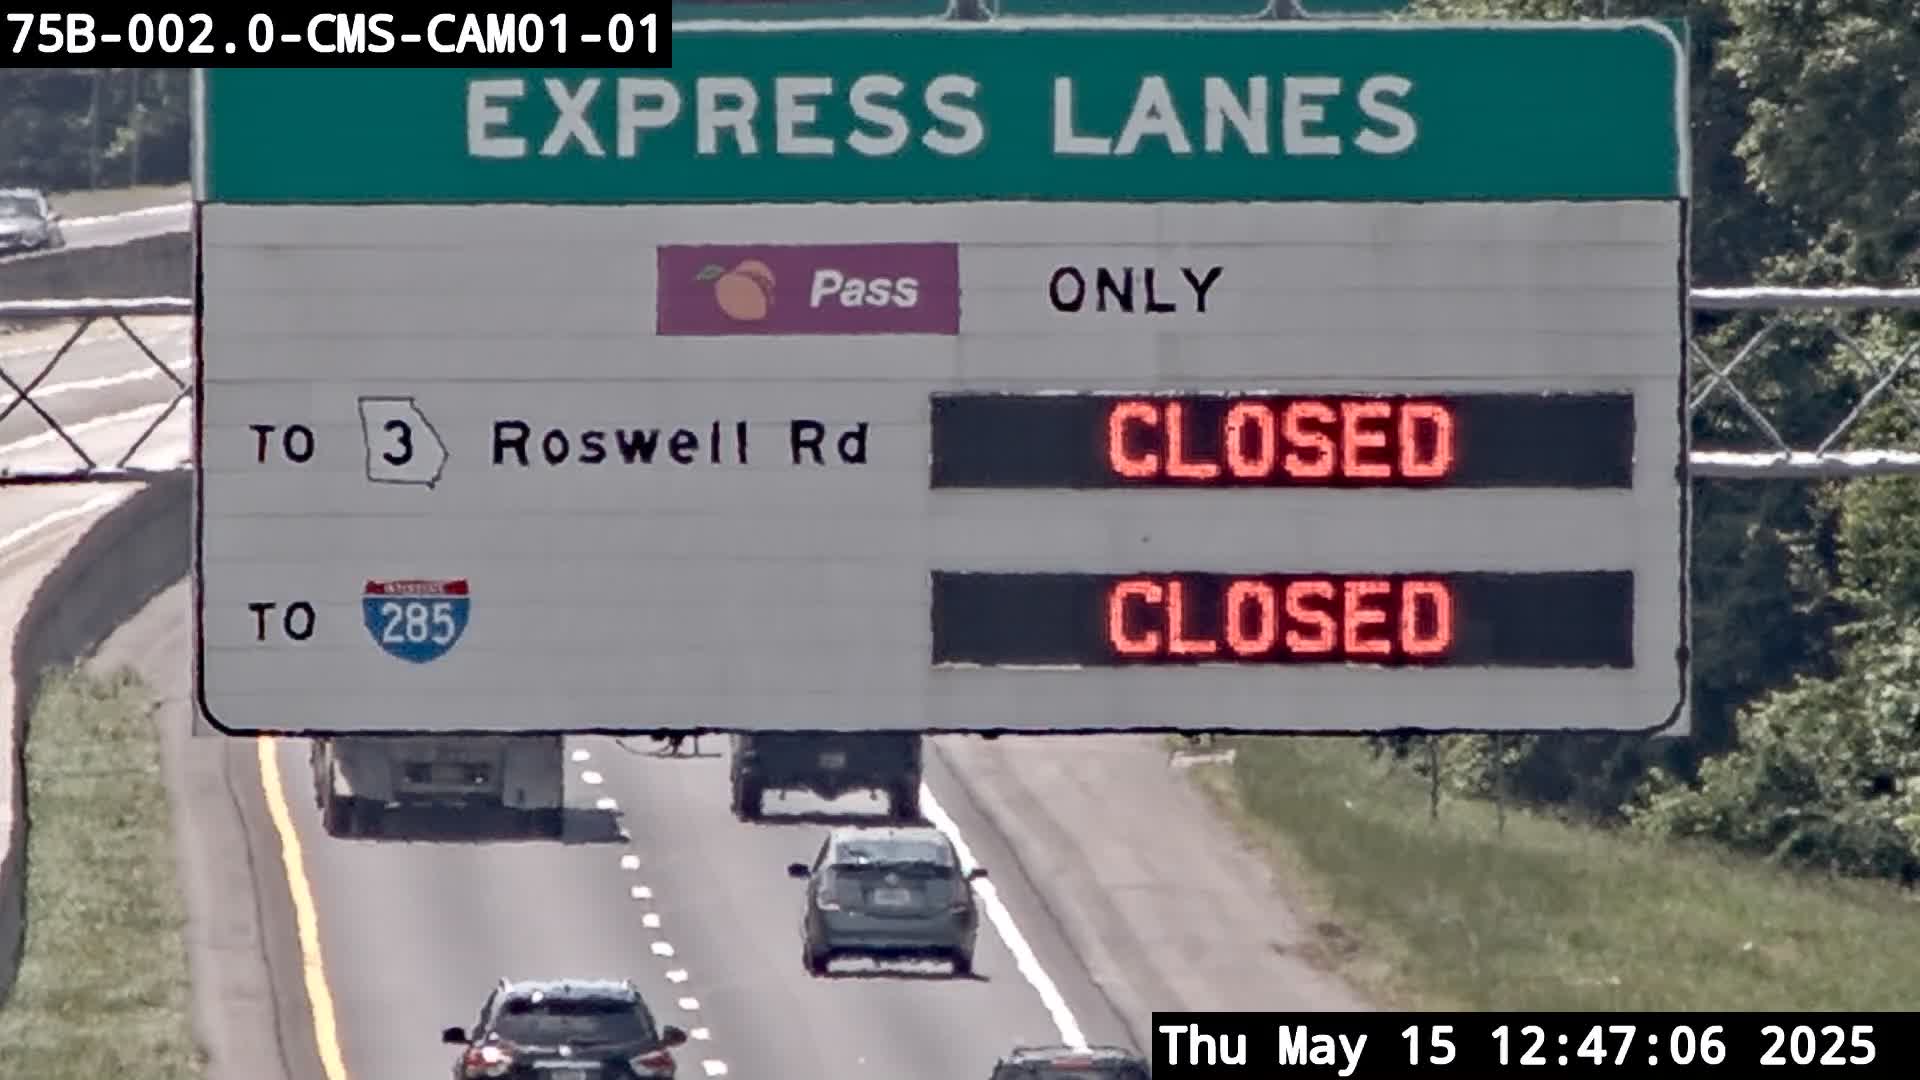 75B-002.0-CMS-CAM01-01
EXPRESS LANES
Pass ONLY
TO 3 Roswell Rd CLOSED
TO INTERSTATE 285 CLOSED
Thu May 15 12:47:06 2025